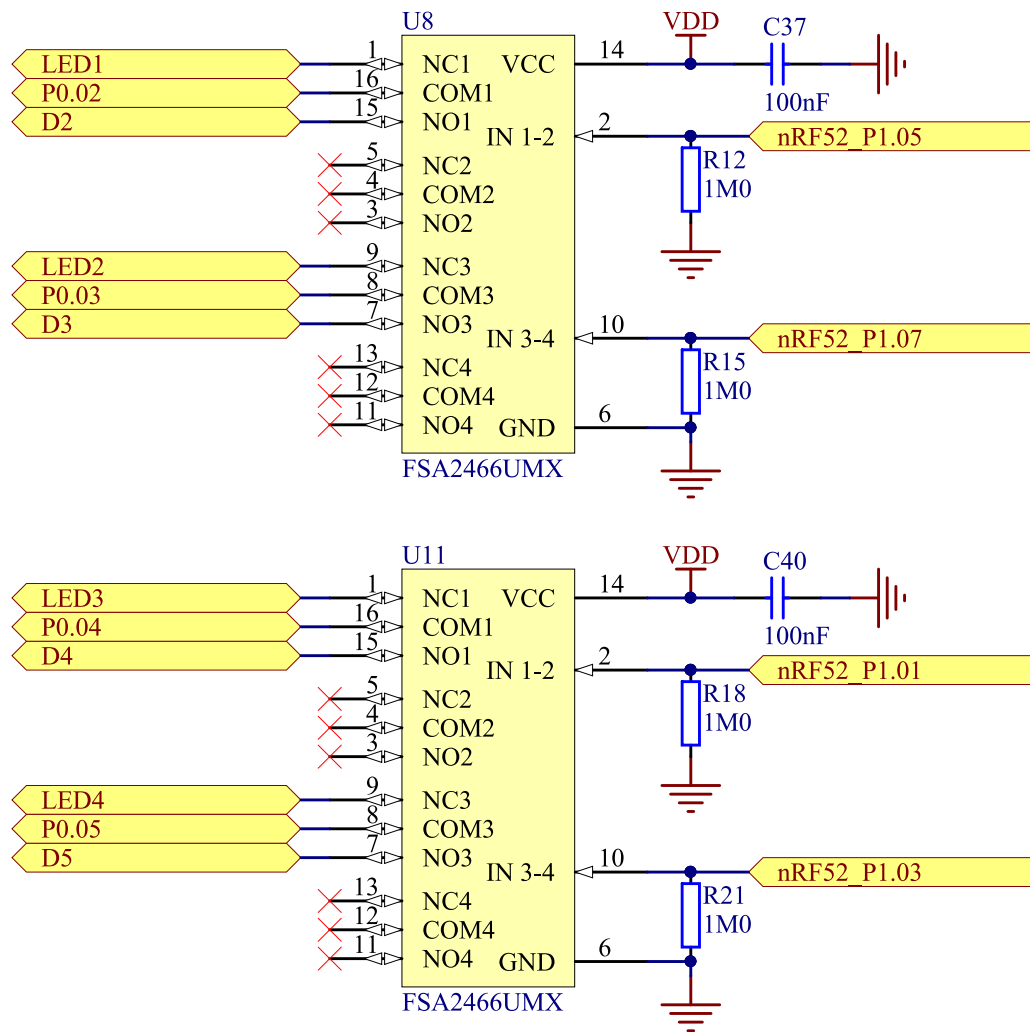 U8
VDD
C37
100nF
LED1
1
NC1
VCC
14
P0.02
16
COM1
D2
15
NO1
IN 1-2
2
nRF52_P1.05
R12
1M0
5
NC2
4
COM2
3
NO2
LED2
9
NC3
P0.03
8
COM3
D3
7
NO3
IN 3-4
10
nRF52_P1.07
R15
1M0
13
NC4
12
COM4
11
NO4
GND
6
FSA2466UMX
U11
VDD
C40
100nF
LED3
1
NC1
VCC
14
P0.04
16
COM1
D4
15
NO1
IN 1-2
2
nRF52_P1.01
R18
1M0
5
NC2
4
COM2
3
NO2
LED4
9
NC3
P0.05
8
COM3
D5
7
NO3
IN 3-4
10
nRF52_P1.03
R21
1M0
13
NC4
12
COM4
11
NO4
GND
6
FSA2466UMX